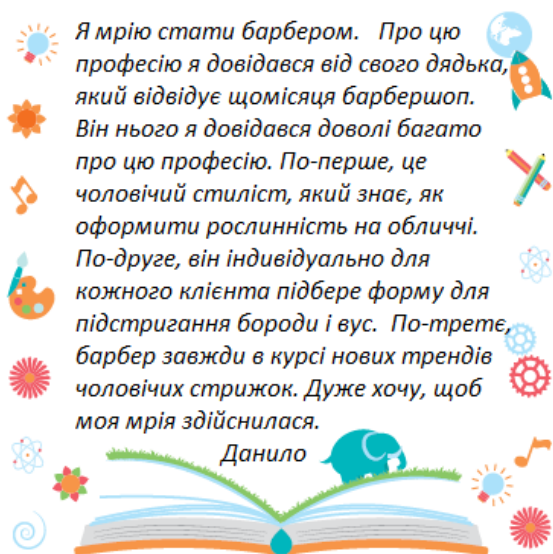 Я мрію стати барбером. Про цю
професію я довідався від свого дядька,
який відвідує щомісяця барбершоп.
Він нього я довідався доволі багато
про цю професію. По-перше, це
чоловічий стиліст, який знає, як
оформити рослинність на обличчі.
По-друге, він індивідуально для
кожного клієнта підбере форму для
підстригання бороди і вус. По-третє,
барбер завжди в курсі нових трендів
чоловічих стрижок. Дуже хочу, щоб
моя мрія здійснилася.
Данило